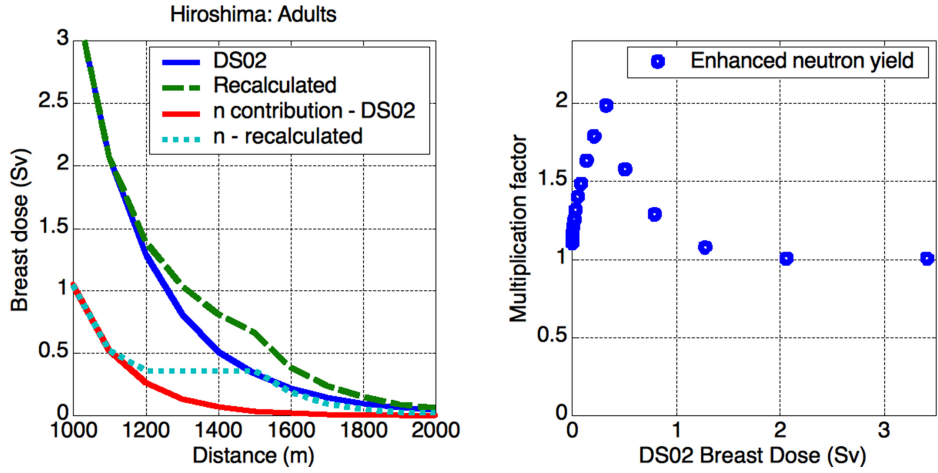 Hiroshima: Adults
3
2.5
2
1.5
1
0.5
0
Breast dose (Sv)
DS02
Recalculated
n contribution - DS02
n - recalculated
1000 1200 1400 1600 1800 2000
Distance (m)
Enhanced neutron yield
2
1.5
1
0.5
0
Multiplication factor
0 1 2 3
DS02 Breast Dose (Sv)